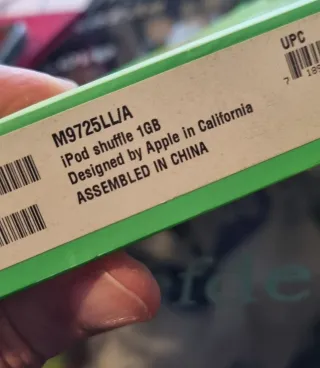 M9725LL/A
iPod shuffle 1GB
Designed by Apple in California
ASSEMBLED IN CHINA
UPC